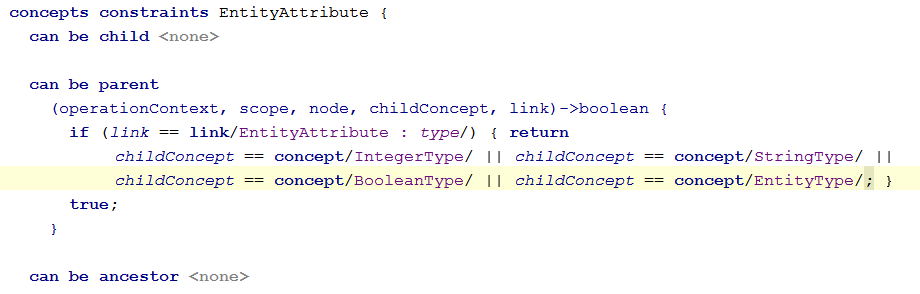 concepts constraints EntityAttribute {
can be child <none>
can be parent
(operationContext, scope, node, childConcept, link)->boolean {
if (link == link/EntityAttribute : type/) { return
childConcept == concept/IntegerType/ || childConcept == concept/StringType/ ||
childConcept == concept/BooleanType/ || childConcept == concept/EntityType/; }
true;
}
can be ancestor <none>